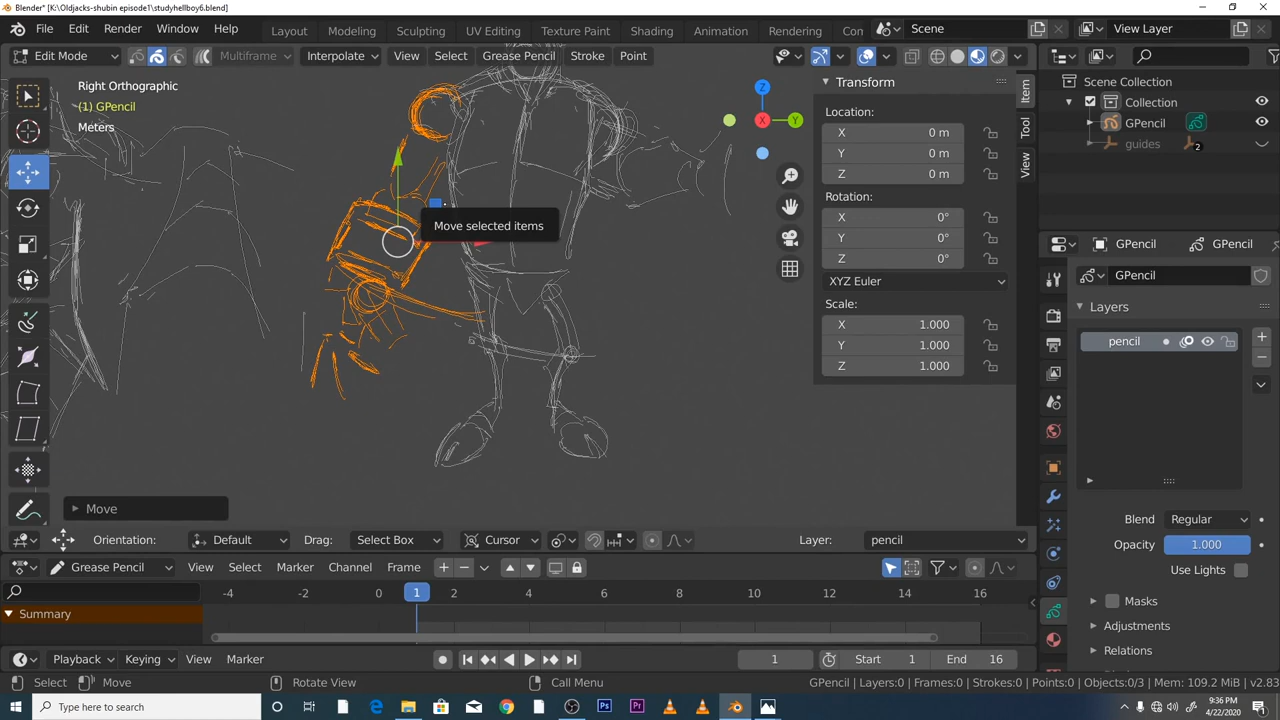 Blender* [K:\Oldjacks-shubin episode1\studyhellboy6.blend]
File Edit Render Window Help Layout Modeling Sculpting UV Editing Texture Paint Shading Animation Rendering Con Scene View Layer
Edit Mode Multiframe Interpolate View Select Grease Pencil Stroke Point
Right Orthographic
(1) GPencil
Meters
Z
Y
X
Move selected items
Move
Transform
Location:
X 0 m
Y 0 m
Z 0 m
Rotation:
X 0°
Y 0°
Z 0°
XYZ Euler
Scale:
X 1.000
Y 1.000
Z 1.000
Item
Tool
View
Scene Collection
Collection
GPencil
guides 2
GPencil GPencil
GPencil
Layers
pencil
Blend Regular
Opacity 1.000
Use Lights
Masks
Adjustments
Relations
Orientation: Default Drag: Select Box Cursor Layer: pencil
Grease Pencil View Select Marker Channel Frame
-4 -2 0 1 2 4 6 8 10 12 14 16
Summary
Playback Keying View Marker 1 Start 1 End 16
Select Move Rotate View Call Menu GPencil | Layers:0 | Frames:0 | Strokes:0 | Points:0 | Objects:0/3 | Mem: 109.2 MiB | v2.83
Type here to search
9:36 PM
4/22/2020